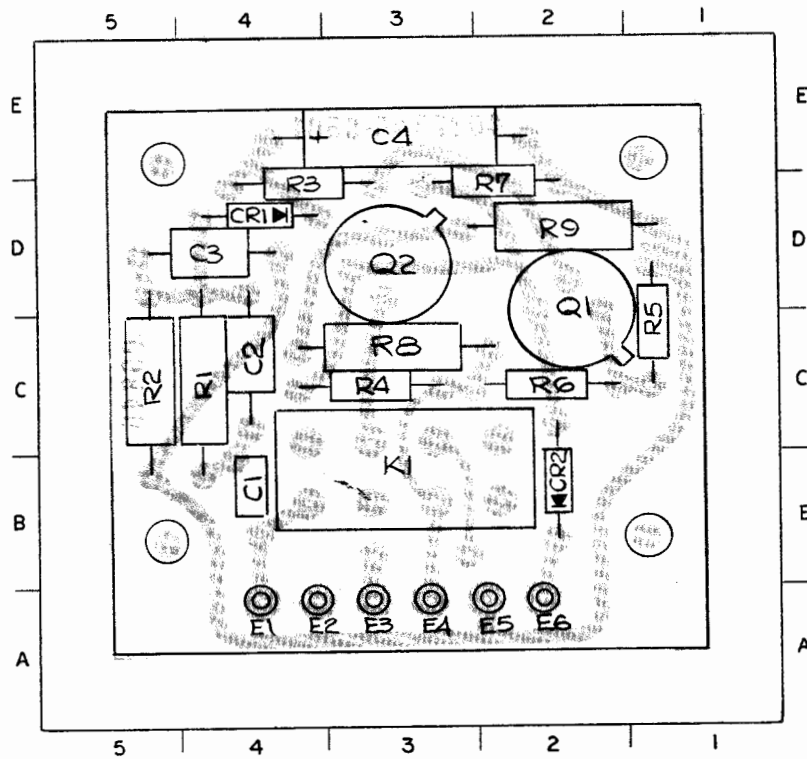 5 4 3 2 1
E E
C4
+
R3 R7
CR1
D D
C3 Q2 R9
Q1
R5
R8
C2
C C
R2 R1 R4 R6
K1
CR2
C1
B B
E1 E2 E3 E4 E5 E6
A A
5 4 3 2 1